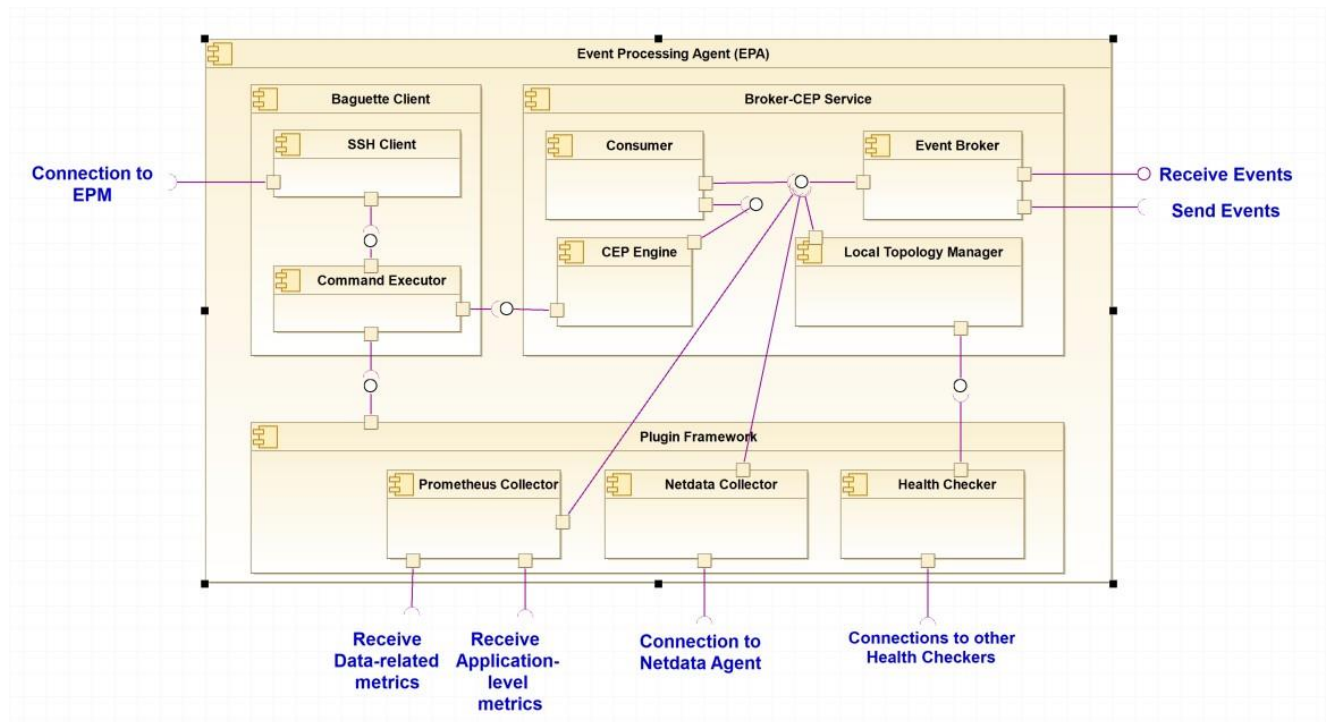 Event Processing Agent (EPA)
Baguette Client
Broker-CEP Service
SSH Client
Consumer
Event Broker
Connection to
EPM
Receive Events
Send Events
CEP Engine
Local Topology Manager
Command Executor
Plugin Framework
Prometheus Collector
Netdata Collector
Health Checker
Receive
Data-related
metrics
Receive
Application-
level
metrics
Connection to
Netdata Agent
Connections to other
Health Checkers